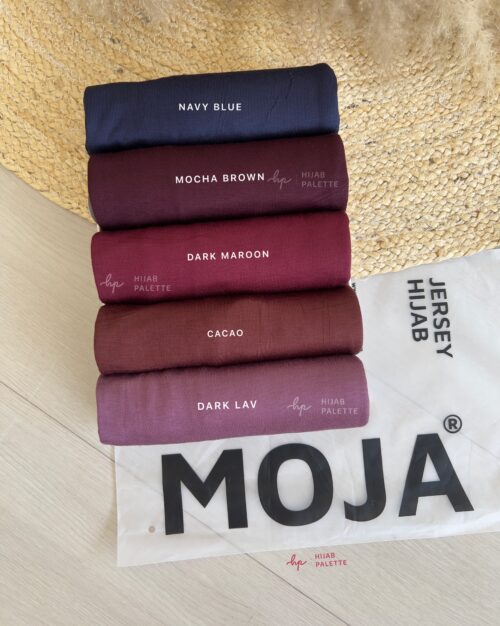 NAVY BLUE
MOCHA BROWN
hp HIJAB
PALETTE
DARK MAROON
hp HIJAB
PALETTE
JERSEY
HIJAB
CACAO
DARK LAV
hp HIJAB
PALETTE
MOJA®
hp HIJAB
PALETTE